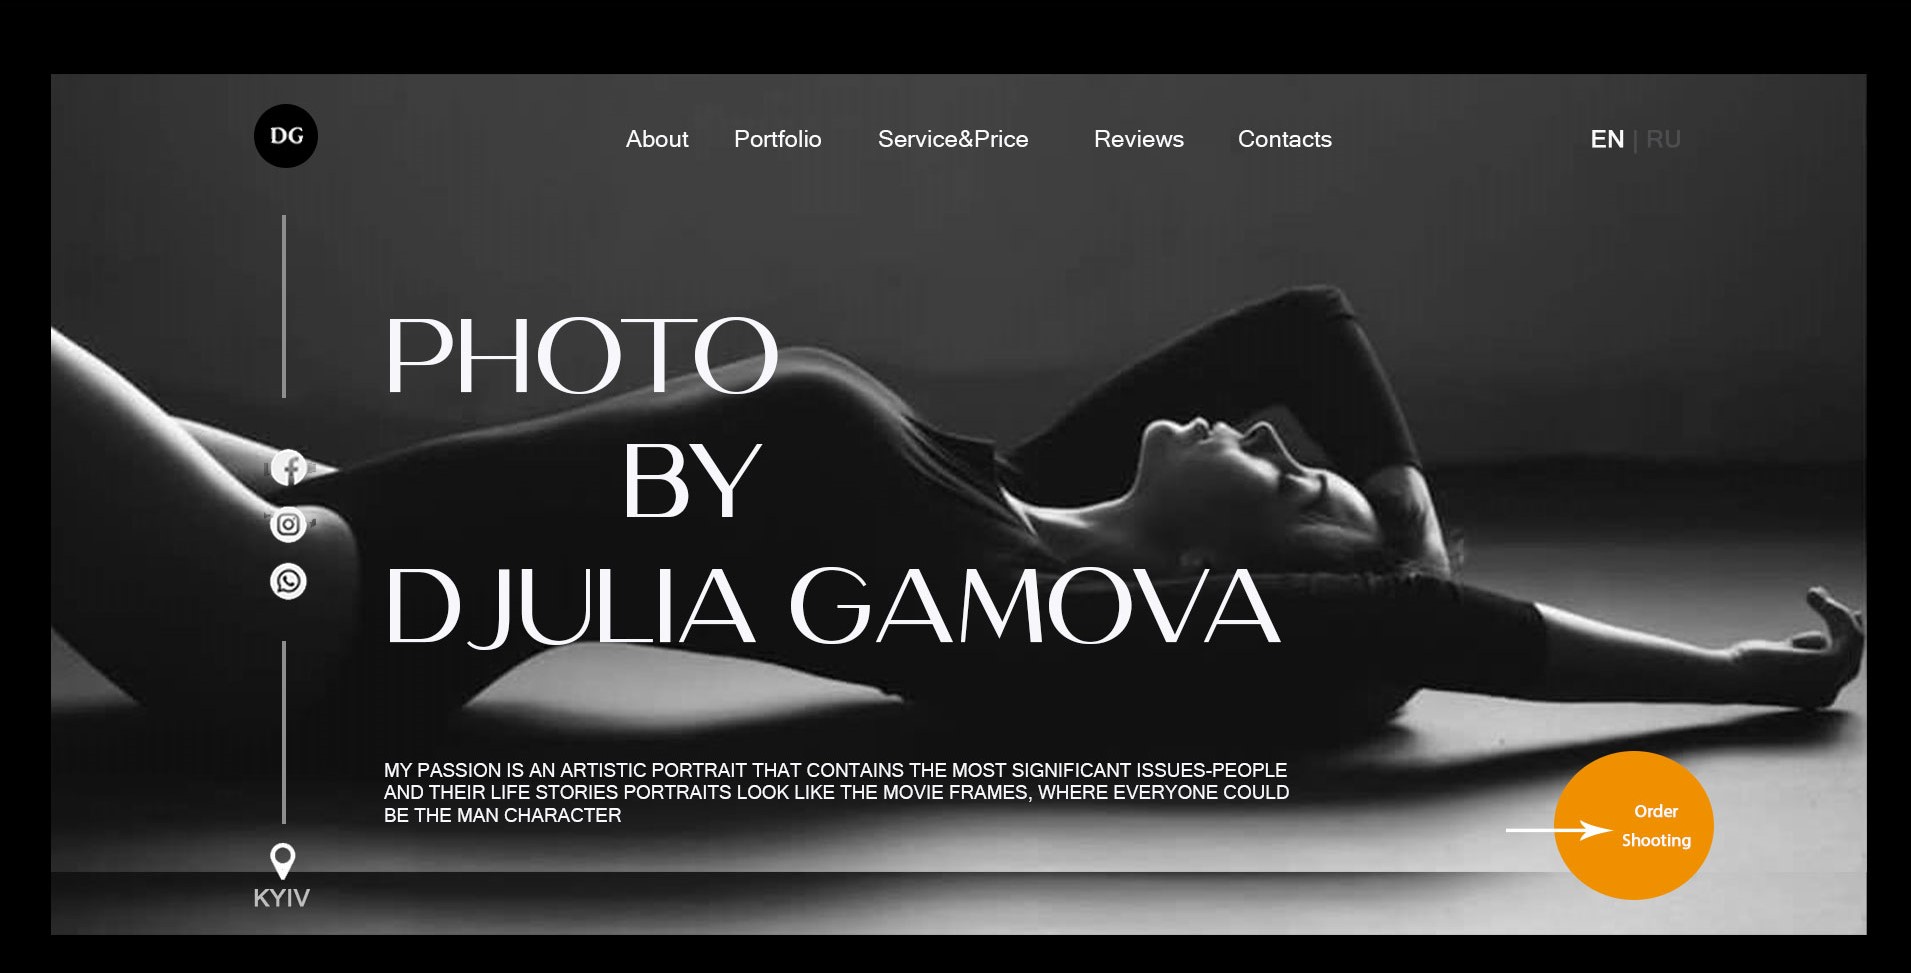 DG
About Portfolio Service&Price Reviews Contacts EN | RU
PHOTO
BY
DJULIA GAMOVA
MY PASSION IS AN ARTISTIC PORTRAIT THAT CONTAINS THE MOST SIGNIFICANT ISSUES-PEOPLE
AND THEIR LIFE STORIES PORTRAITS LOOK LIKE THE MOVIE FRAMES, WHERE EVERYONE COULD
BE THE MAN CHARACTER
Order
Shooting
KYIV